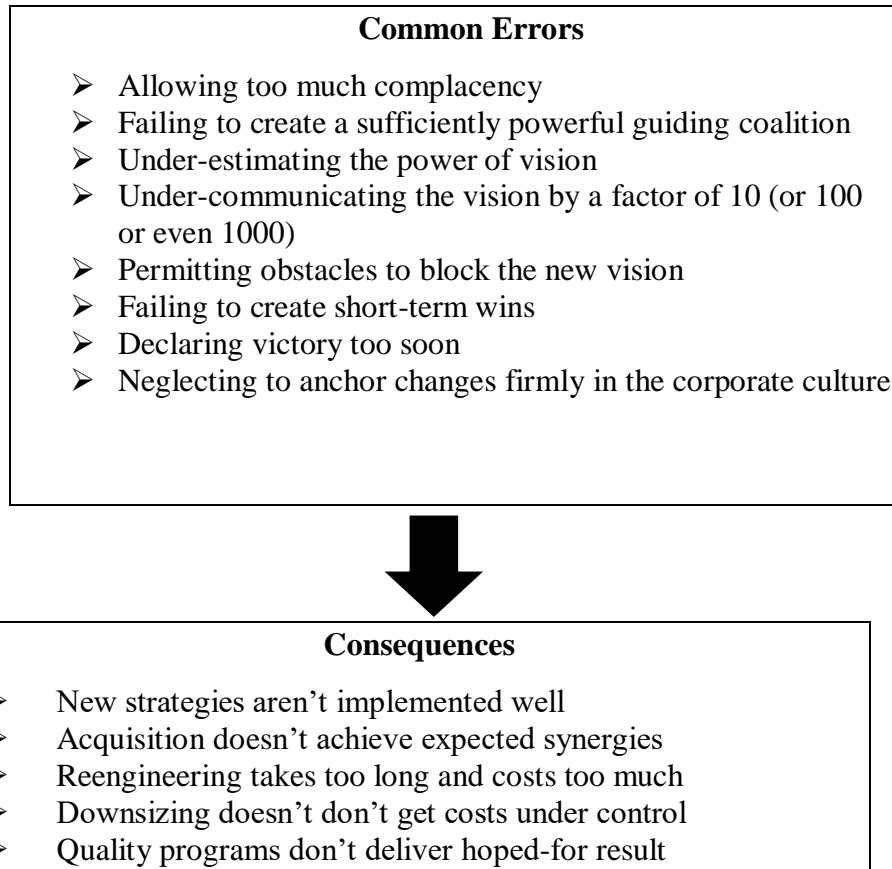 Common Errors
➢ Allowing too much complacency
➢ Failing to create a sufficiently powerful guiding coalition
➢ Under-estimating the power of vision
➢ Under-communicating the vision by a factor of 10 (or 100
or even 1000)
➢ Permitting obstacles to block the new vision
➢ Failing to create short-term wins
➢ Declaring victory too soon
➢ Neglecting to anchor changes firmly in the corporate culture
Consequences
➢ New strategies aren’t implemented well
➢ Acquisition doesn’t achieve expected synergies
➢ Reengineering takes too long and costs too much
➢ Downsizing doesn’t don’t get costs under control
➢ Quality programs don’t deliver hoped-for result